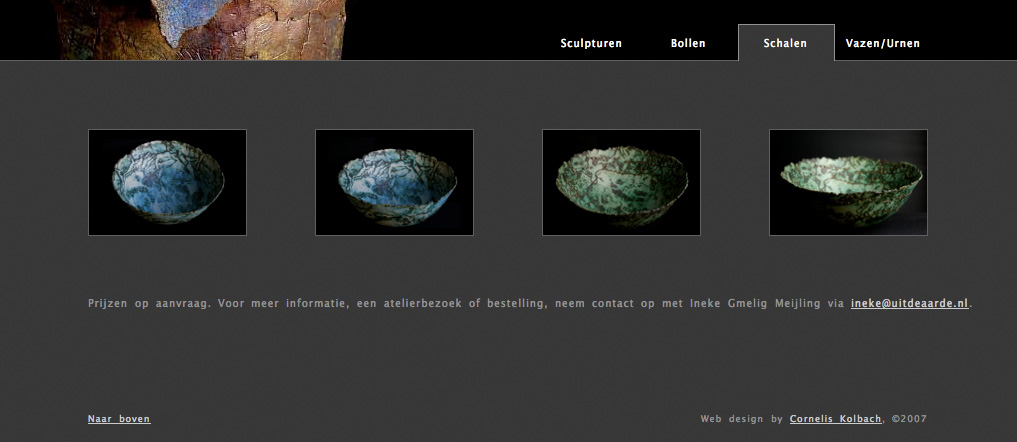 Sculpturen Bollen Schalen Vazen/Urnen
Prijzen op aanvraag. Voor meer informatie, een atelierbezoek of bestelling, neem contact op met Ineke Gmelig Meijling via ineke@uitdeaarde.nl.
Naar boven Web design by Cornelis Kolbach, ©2007